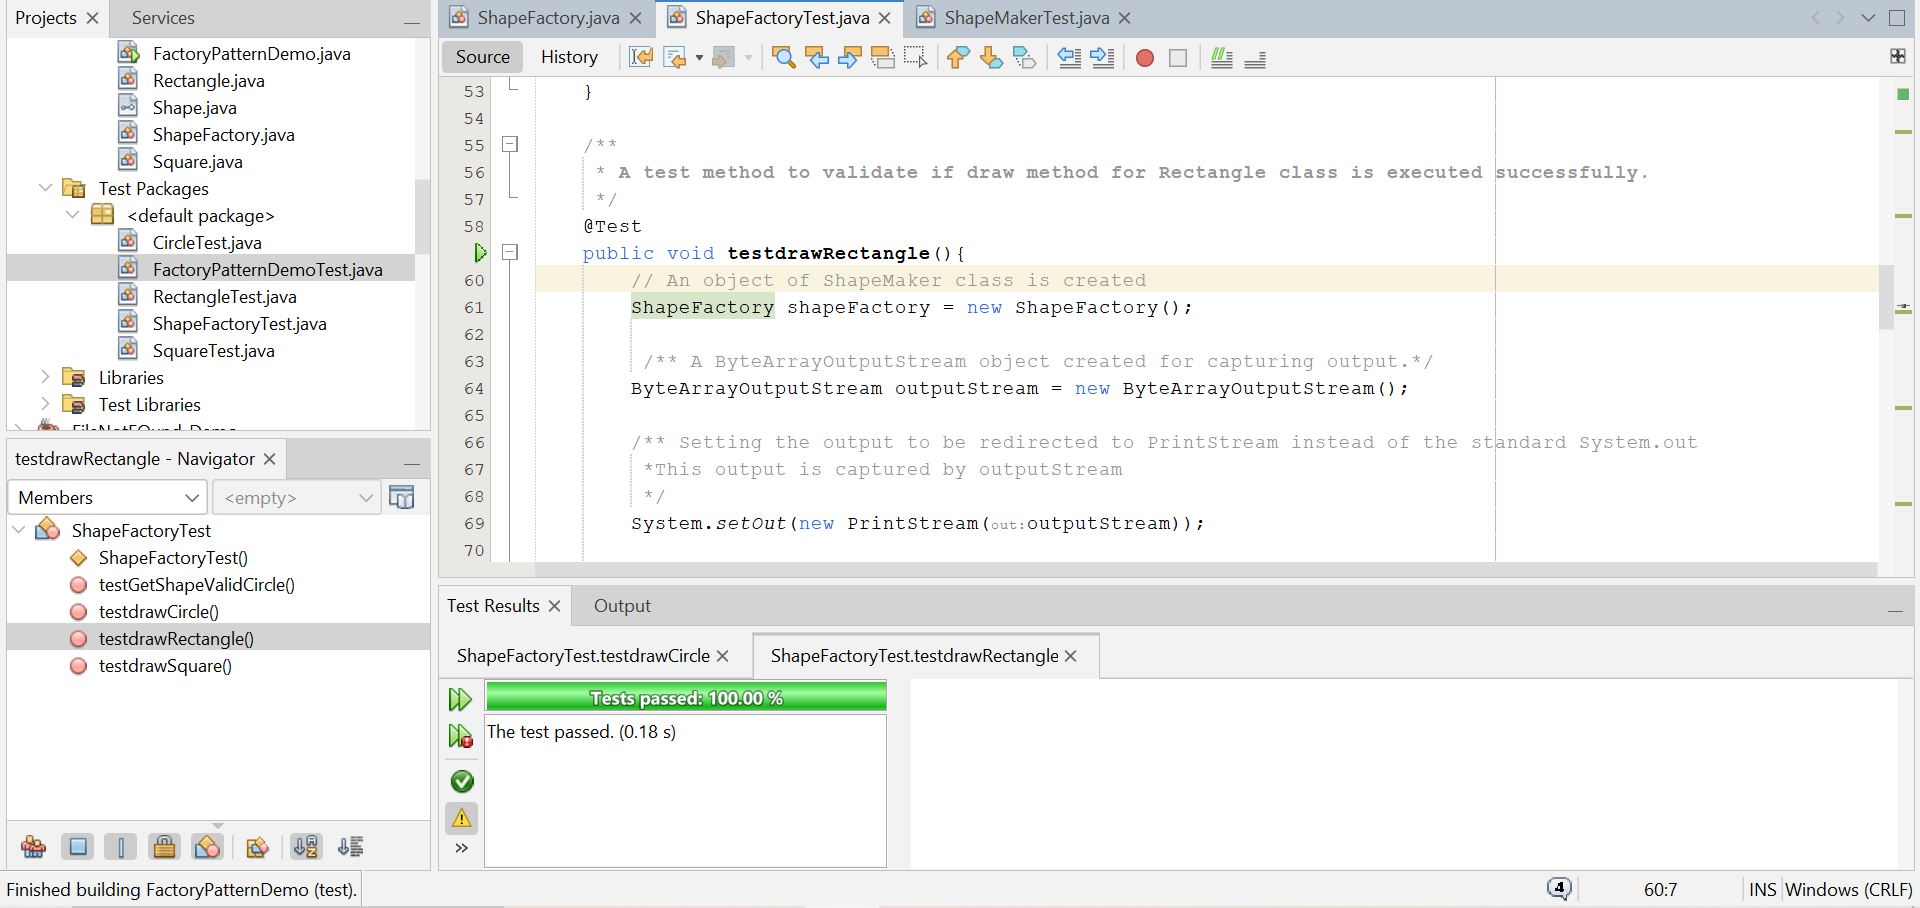 Projects Services
FactoryPatternDemo.java
Rectangle.java
Shape.java
ShapeFactory.java
Square.java
Test Packages
<default package>
CircleTest.java
FactoryPatternDemoTest.java
RectangleTest.java
ShapeFactoryTest.java
SquareTest.java
Libraries
Test Libraries
testdrawRectangle - Navigator
Members <empty>
ShapeFactoryTest
ShapeFactoryTest()
testGetShapeValidCircle()
testdrawCircle()
testdrawRectangle()
testdrawSquare()
ShapeFactory.java ShapeFactoryTest.java ShapeMakerTest.java
Source History
53 }
54
55 /**
56 * A test method to validate if draw method for Rectangle class is executed successfully.
57 */
58 @Test
public void testdrawRectangle(){
60 // An object of ShapeMaker class is created
61 ShapeFactory shapeFactory = new ShapeFactory();
62
63 /** A ByteArrayOutputStream object created for capturing output.*/
64 ByteArrayOutputStream outputStream = new ByteArrayOutputStream();
65
66 /** Setting the output to be redirected to PrintStream instead of the standard System.out
67 *This output is captured by outputStream
68 */
69 System.setOut(new PrintStream(out:outputStream));
70
Test Results Output
ShapeFactoryTest.testdrawCircle ShapeFactoryTest.testdrawRectangle
Tests passed: 100.00 %
The test passed. (0.18 s)
Finished building FactoryPatternDemo (test). 4 60:7 INS Windows (CRLF)